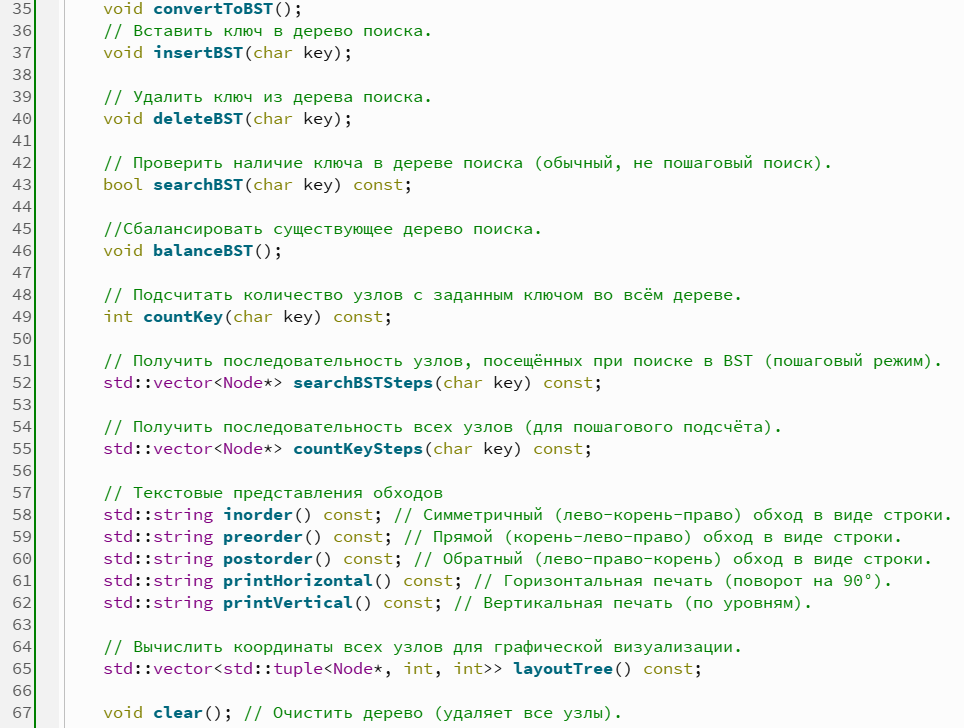 35 void convertToBST();
36 // Вставить ключ в дерево поиска.
37 void insertBST(char key);
38
39 // Удалить ключ из дерева поиска.
40 void deleteBST(char key);
41
42 // Проверить наличие ключа в дереве поиска (обычный, не пошаговый поиск).
43 bool searchBST(char key) const;
44
45 //Сбалансировать существующее дерево поиска.
46 void balanceBST();
47
48 // Подсчитать количество узлов с заданным ключом во всём дереве.
49 int countKey(char key) const;
50
51 // Получить последовательность узлов, посещённых при поиске в BST (пошаговый режим).
52 std::vector<Node*> searchBSTSteps(char key) const;
53
54 // Получить последовательность всех узлов (для пошагового подсчёта).
55 std::vector<Node*> countKeySteps(char key) const;
56
57 // Текстовые представления обходов
58 std::string inorder() const; // Симметричный (лево-корень-право) обход в виде строки.
59 std::string preorder() const; // Прямой (корень-лево-право) обход в виде строки.
60 std::string postorder() const; // Обратный (лево-право-корень) обход в виде строки.
61 std::string printHorizontal() const; // Горизонтальная печать (поворот на 90°).
62 std::string printVertical() const; // Вертикальная печать (по уровням).
63
64 // Вычислить координаты всех узлов для графической визуализации.
65 std::vector<std::tuple<Node*, int, int>> layoutTree() const;
66
67 void clear(); // Очистить дерево (удаляет все узлы).